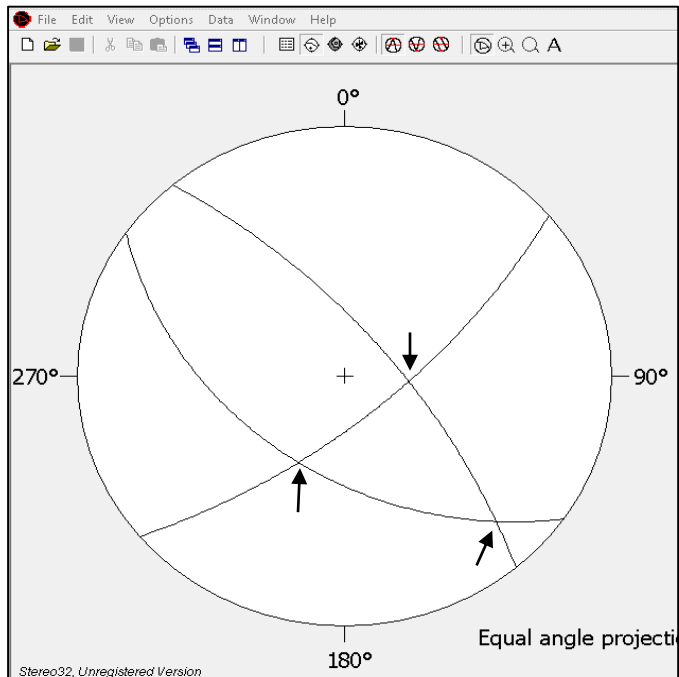 File Edit View Options Data Window Help
A
0°
270°
90°
Equal angle projecti
180°
Stereo32, Unregistered Version